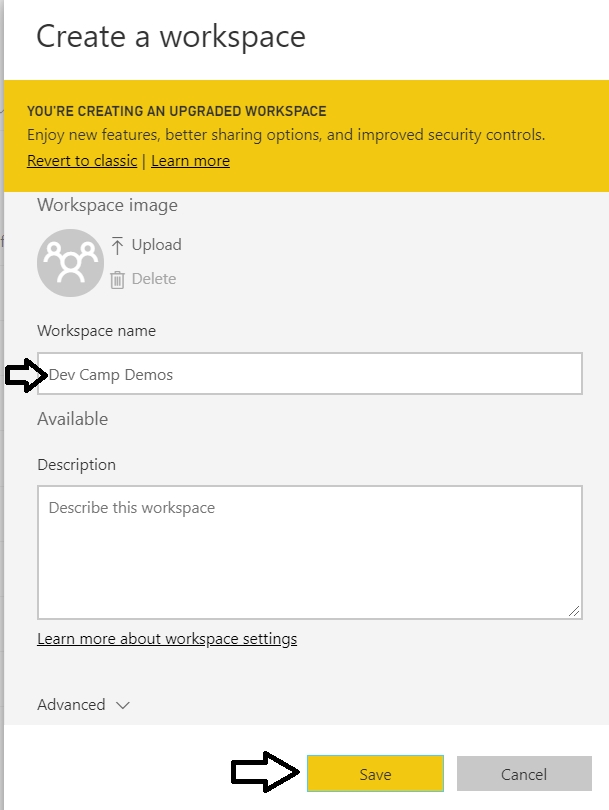 Create a workspace
YOU'RE CREATING AN UPGRADED WORKSPACE
Enjoy new features, better sharing options, and improved security controls.
Revert to classic | Learn more
Workspace image
Upload
Delete
Workspace name
Dev Camp Demos
Available
Description
Describe this workspace
Learn more about workspace settings
Advanced
Save Cancel